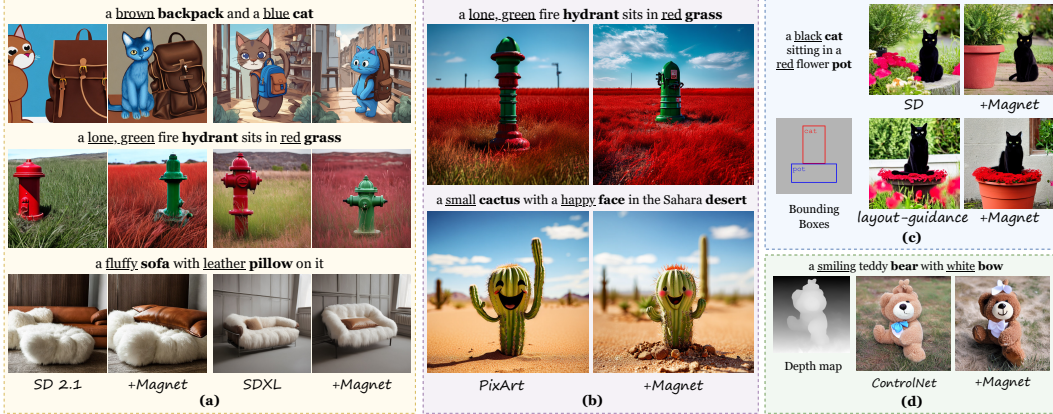 a brown backpack and a blue cat
a lone, green fire hydrant sits in red grass
a fluffy sofa with leather pillow on it
SD 2.1
+Magnet
SDXL
+Magnet
(a)
a lone, green fire hydrant sits in red grass
a small cactus with a happy face in the Sahara desert
PixArt
+Magnet
(b)
a black cat
sitting in a
red flower pot
SD
+Magnet
cat
pot
Bounding
Boxes
layout-guidance
+Magnet
(c)
a smiling teddy bear with white bow
Depth map
ControlNet
+Magnet
(d)